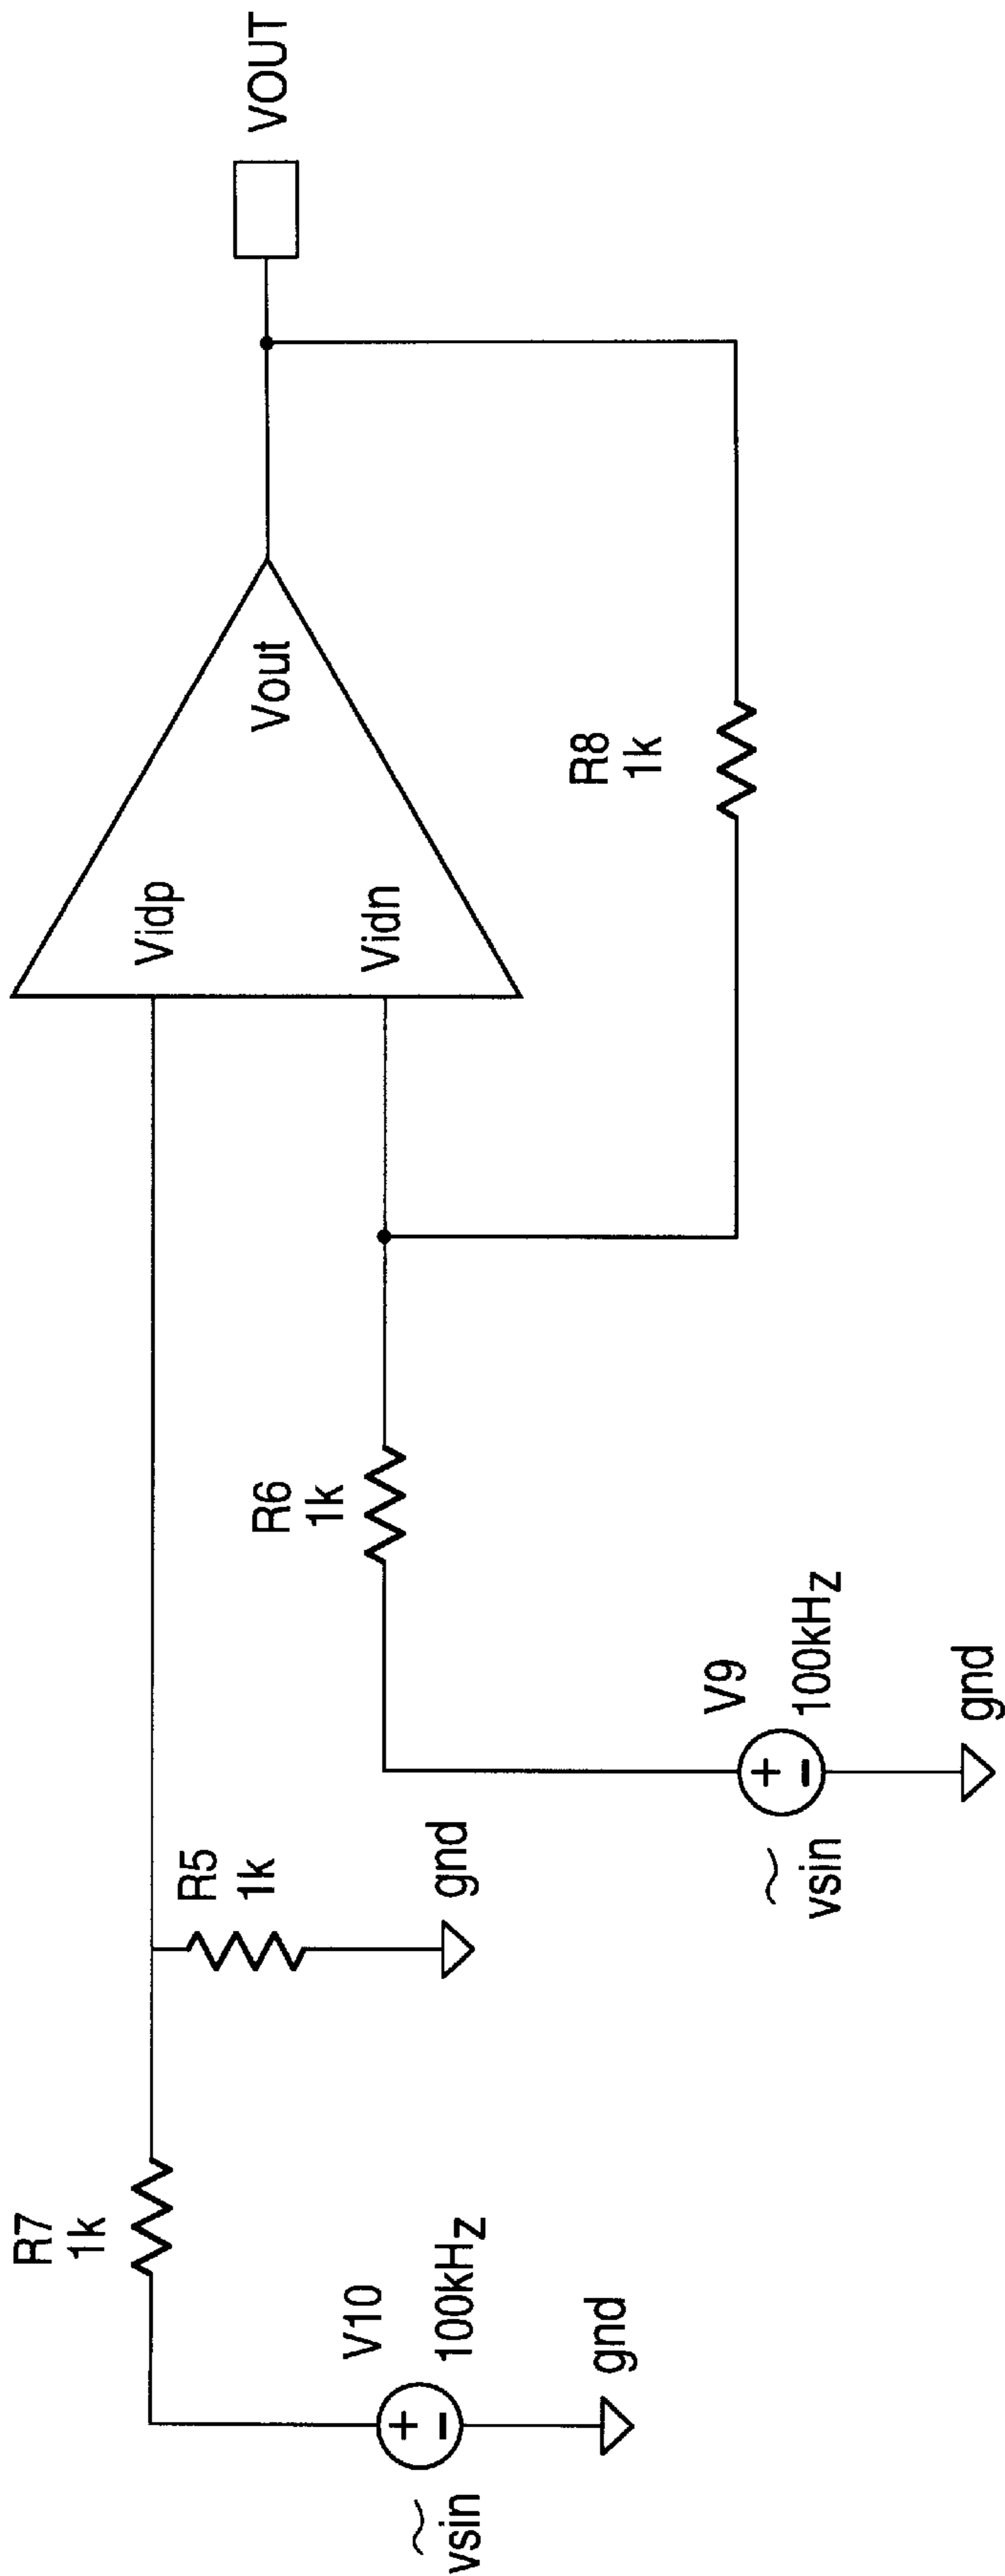 R7
1k
V10
100kHz
vsin
gnd
R5
1k
gnd
R6
1k
V9
100kHz
vsin
gnd
Vidp
Vidn
Vout
R8
1k
VOUT